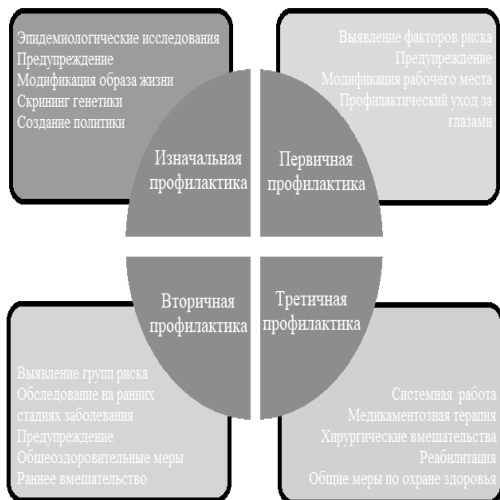 Эпидемиологические исследования
Предупреждение
Модификация образа жизни
Скрининг генетики
Создание политики
Выявление факторов риска
Предупреждение
Модификация рабочего места
Профилактический уход за
глазами
Изначальная
профилактика
Первичная
профилактика
Вторичная
профилактика
Третичная
профилактика
Выявление групп риска
Обследование на ранних
стадиях заболевания
Предупреждение
Общеоздоровительные меры
Раннее вмешательство
Системная работа
Медикаментозная терапия
Хирургические вмешательства
Реабилитация
Общие меры по охране здоровья